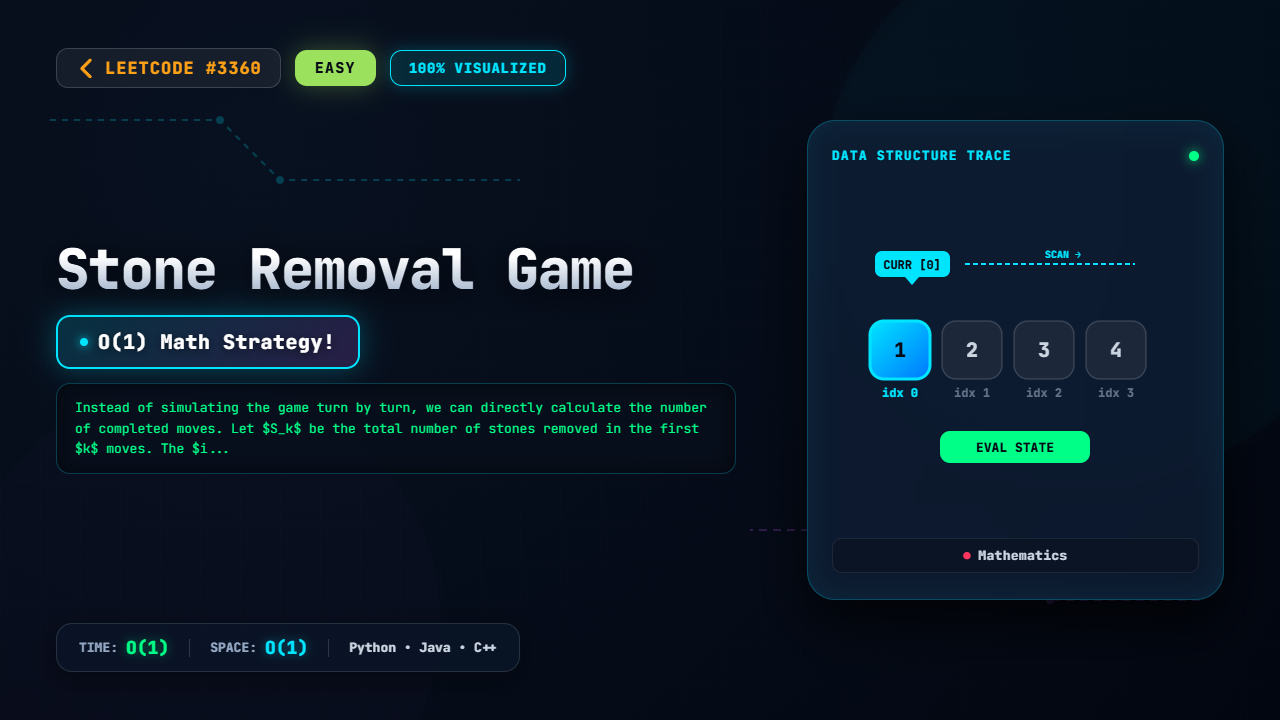 LEETCODE #3360
EASY
100% VISUALIZED
Stone Removal Game
O(1) Math Strategy!
Instead of simulating the game turn by turn, we can directly calculate the number
of completed moves. Let $S_k$ be the total number of stones removed in the first
$k$ moves. The $i...
TIME: O(1)
SPACE: O(1)
Python • Java • C++
DATA STRUCTURE TRACE
CURR [0]
SCAN →
1 2 3 4
idx 0 idx 1 idx 2 idx 3
EVAL STATE
Mathematics